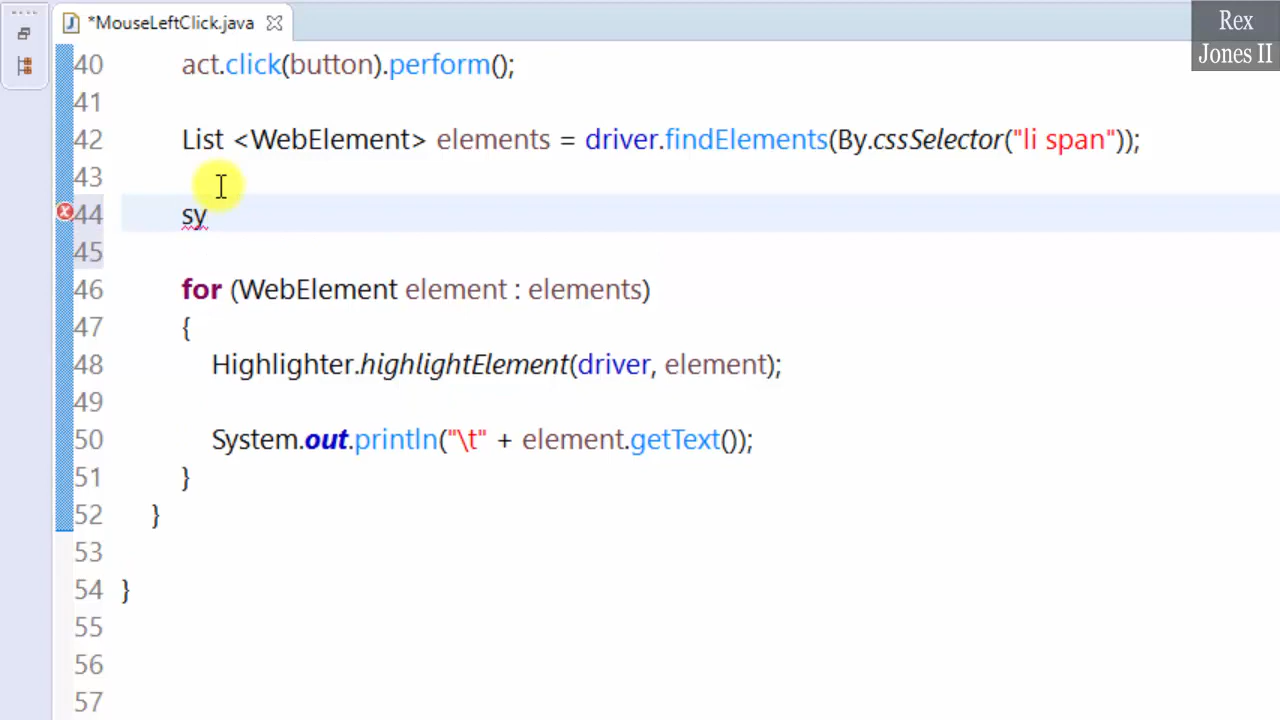 *MouseLeftClick.java
Rex
Jones II
40 act.click(button).perform();
41
42 List <WebElement> elements = driver.findElements(By.cssSelector("li span"));
43
44 sy
45
46 for (WebElement element : elements)
47 {
48 Highlighter.highlightElement(driver, element);
49
50 System.out.println("\t" + element.getText());
51 }
52 }
53
54 }
55
56
57